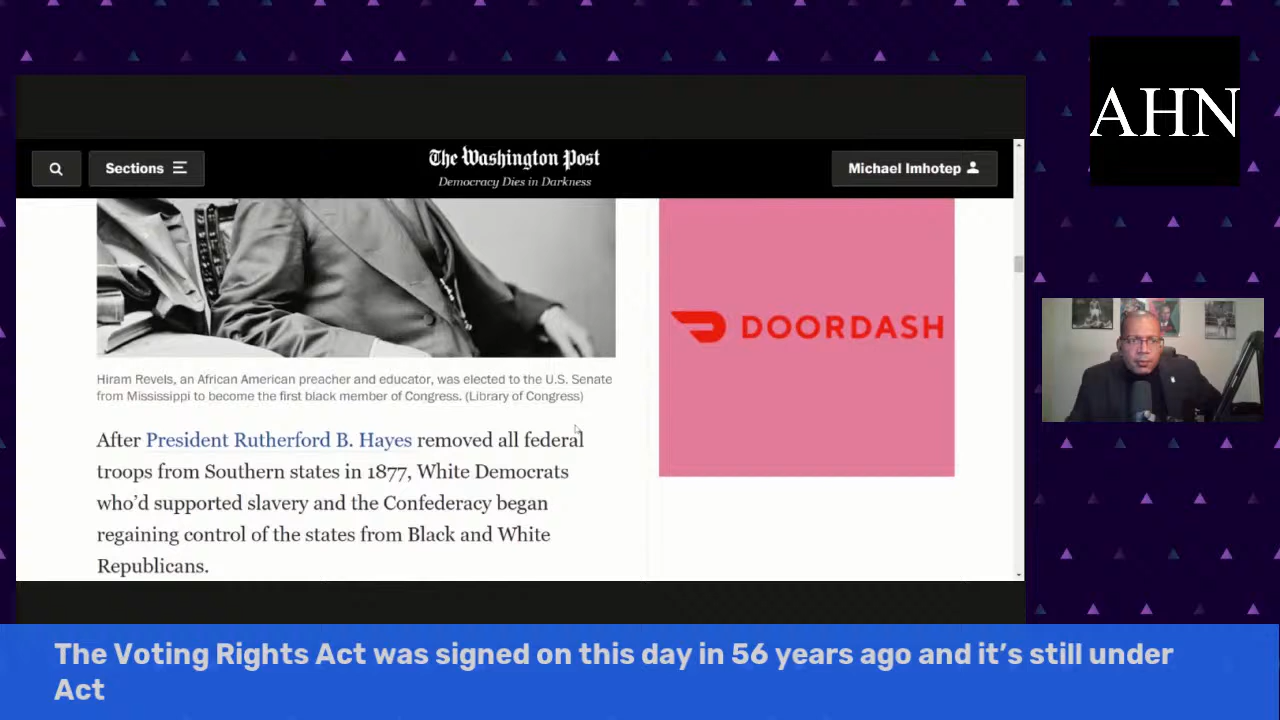 AHN
Sections
The Washington Post
Democracy Dies in Darkness
Michael Imhotep
DOORDASH
Hiram Revels, an African American preacher and educator, was elected to the U.S. Senate
from Mississippi to become the first black member of Congress. (Library of Congress)
After President Rutherford B. Hayes removed all federal
troops from Southern states in 1877, White Democrats
who’d supported slavery and the Confederacy began
regaining control of the states from Black and White
Republicans.
The Voting Rights Act was signed on this day in 56 years ago and it’s still under
Act